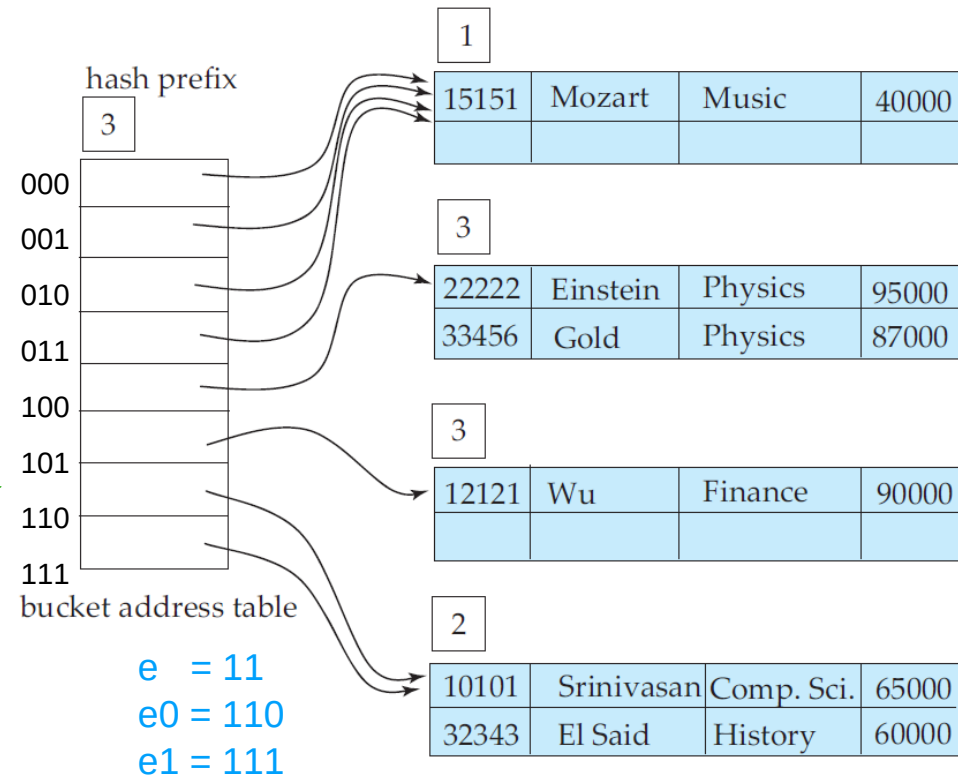 hash prefix
3
000
001
010
011
100
101
110
111
bucket address table
e = 11
e0 = 110
e1 = 111
1
15151 Mozart Music 40000
3
22222 Einstein Physics 95000
33456 Gold Physics 87000
3
12121 Wu Finance 90000
2
10101 Srinivasan Comp. Sci. 65000
32343 El Said History 60000